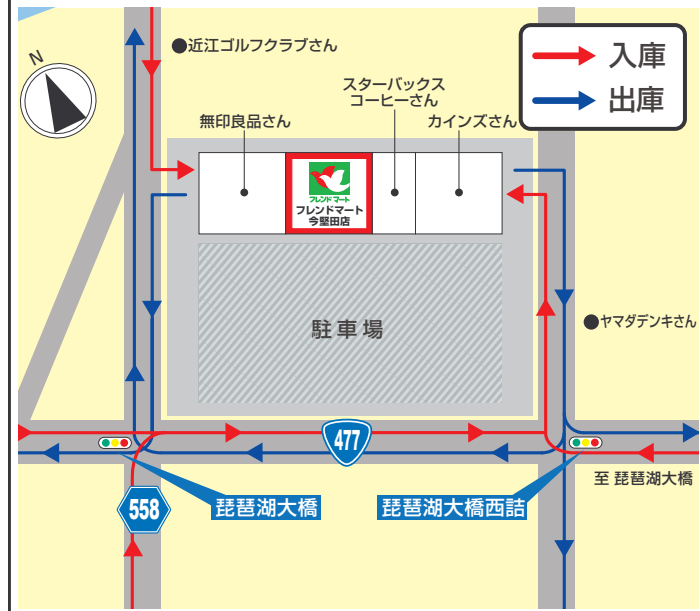 N
近江ゴルフクラブさん
入庫
出庫
スターバックス
コーヒーさん
無印良品さん
カインズさん
フレンドマート
フレンドマート
今堅田店
駐車場
ヤマダデンキさん
477
至 琵琶湖大橋
558
琵琶湖大橋
琵琶湖大橋西詰